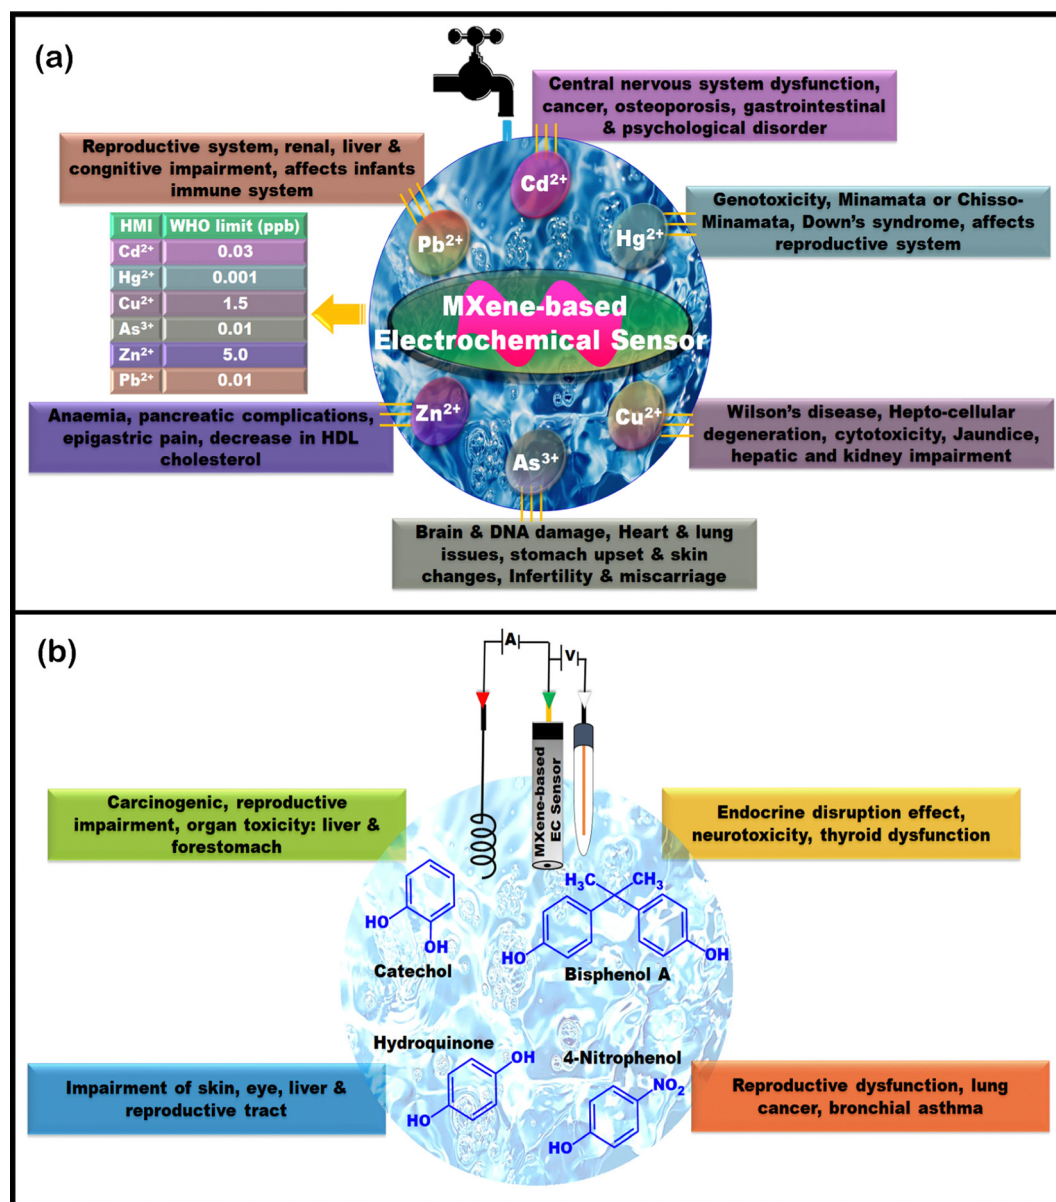 (a)
Central nervous system dysfunction,
cancer, osteoporosis, gastrointestinal
& psychological disorder
Reproductive system, renal, liver &
congnitive impairment, affects infants
immune system
Cd²⁺
Genotoxicity, Minamata or Chisso-
Minamata, Down's syndrome, affects
reproductive system
Pb²⁺
Hg²⁺
HMI WHO limit (ppb)
Cd²⁺ 0.03
Hg²⁺ 0.001
Cu²⁺ 1.5
As³⁺ 0.01
Zn²⁺ 5.0
Pb²⁺ 0.01
MXene-based
Electrochemical Sensor
Anaemia, pancreatic complications,
epigastric pain, decrease in HDL
cholesterol
Zn²⁺
Cu²⁺
Wilson's disease, Hepto-cellular
degeneration, cytotoxicity, Jaundice,
hepatic and kidney impairment
As³⁺
Brain & DNA damage, Heart & lung
issues, stomach upset & skin
changes, Infertility & miscarriage
(b)
A
V
MXene-based
EC Sensor
Carcinogenic, reproductive
impairment, organ toxicity: liver &
forestomach
Endocrine disruption effect,
neurotoxicity, thyroid dysfunction
HO
OH
Catechol
H₃C CH₃
HO
OH
Bisphenol A
Hydroquinone
OH
HO
4-Nitrophenol
NO₂
HO
Impairment of skin, eye, liver &
reproductive tract
Reproductive dysfunction, lung
cancer, bronchial asthma